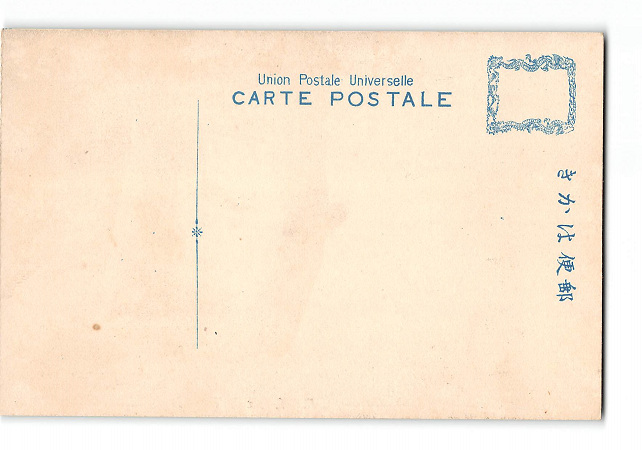 Union Postale Universelle
CARTE POSTALE
きかは便郵